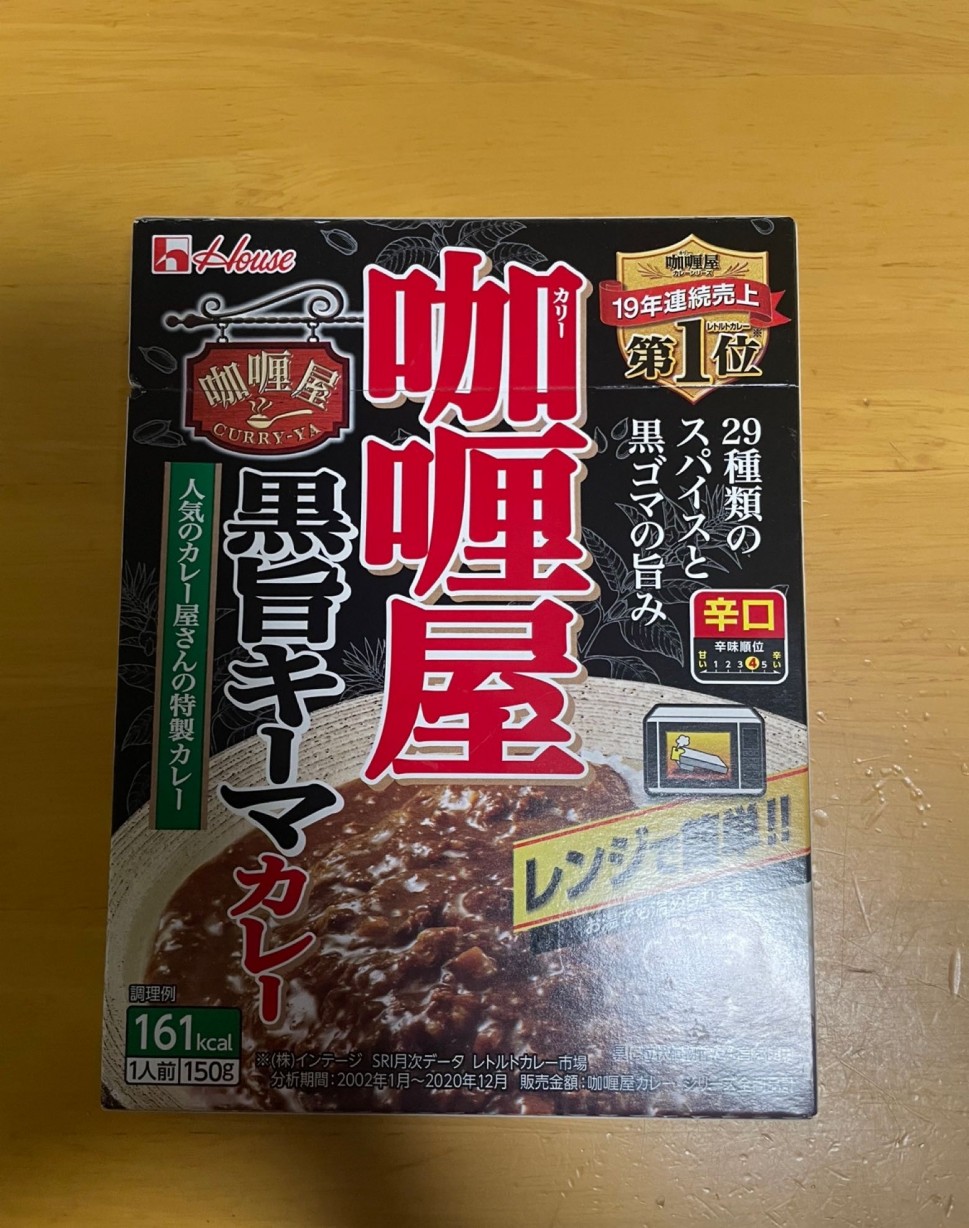 House
咖喱屋
CURRY-YA
咖喱屋
カリー
咖喱屋
カレーシリーズ
19年連続売上
レトルトカレー
第1位※
29種類の
スパイスと
黒ゴマの旨み
辛口
辛味順位
甘い 1 2 3 4 5 辛い
人気のカレー屋さんの特製カレー
黒旨キーマカレー
レンジで簡単!!
調理例
161kcal
1人前 150g
※(株)インテージ SRI月次データ レトルトカレー市場
分析期間:2002年1月~2020年12月 販売金額:咖喱屋カレーシリーズ